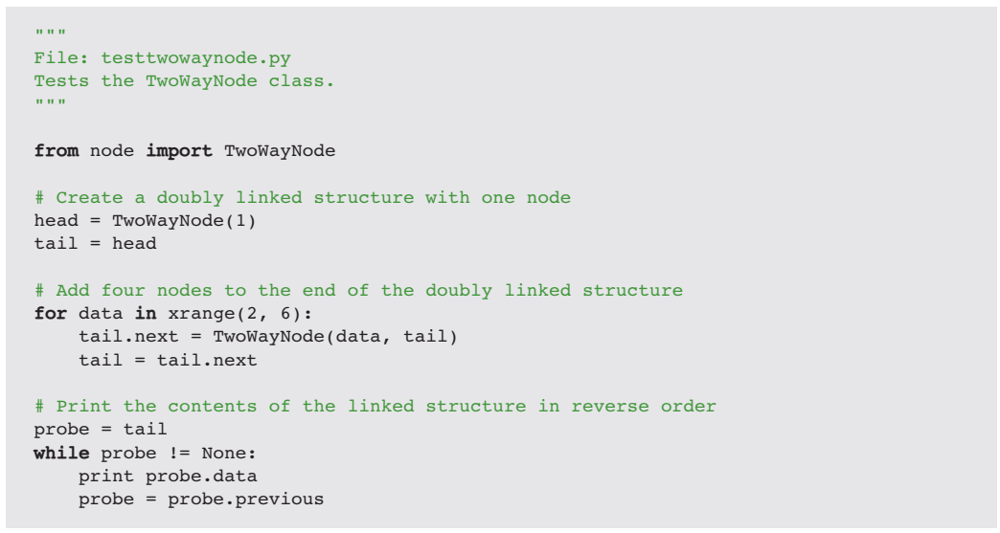 """
File: testtwowaynode.py
Tests the TwoWayNode class.
"""
from node import TwoWayNode
# Create a doubly linked structure with one node
head = TwoWayNode(1)
tail = head
# Add four nodes to the end of the doubly linked structure
for data in xrange(2, 6):
    tail.next = TwoWayNode(data, tail)
    tail = tail.next
# Print the contents of the linked structure in reverse order
probe = tail
while probe != None:
    print probe.data
    probe = probe.previous